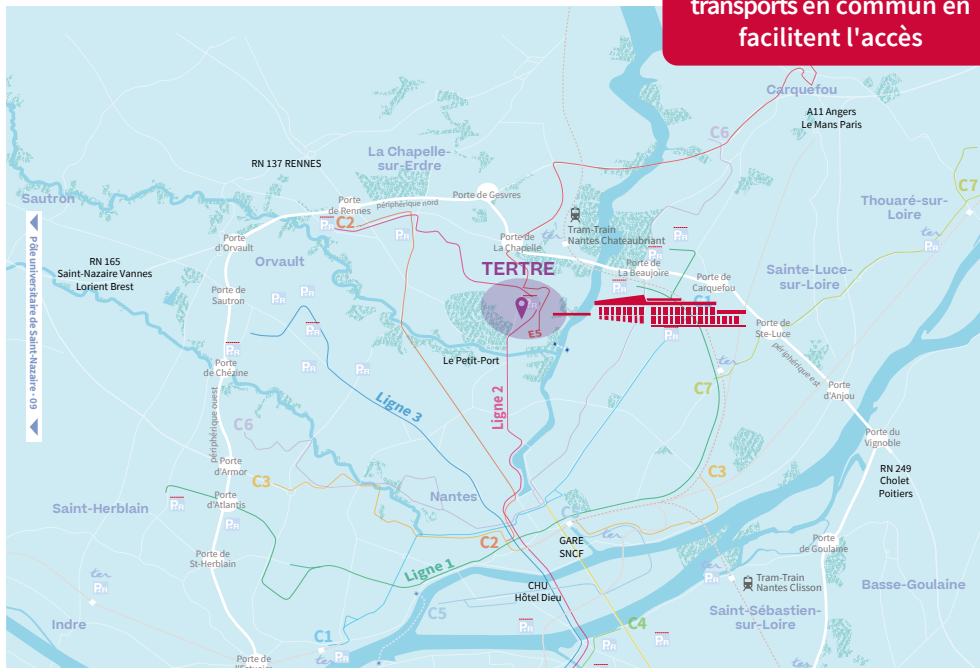 transports en commun en
facilitent l'accès
Carquefou
A11 Angers
Le Mans Paris
C6
La Chapelle-
sur-Erdre
RN 137 RENNES
C7
Sautron
Porte
de Rennes
périphérique nord
Porte de Gesvres
Thouaré-sur-
Loire
C2
Porte
d'Orvault
Porte de
La Chapelle
ter
Tram-Train
Nantes Chateaubriant
P+R
Pôle universitaire de Saint-Nazaire • 09
RN 165
Saint-Nazaire Vannes
Lorient Brest
Orvault
TERTRE
Porte de
La Beaujoire
Porte de
Carquefou
Sainte-Luce-
sur-Loire
Porte de
Sautron
C1
E5
Porte de
Ste-Luce
périphérique est
Le Petit-Port
Porte
de Chézine
ter
C7
Porte
d'Anjou
Ligne 3
Ligne 2
périphérique ouest
C6
Porte du
Vignoble
Porte
d'Armor
C3
C3
RN 249
Cholet
Poitiers
Saint-Herblain
Porte
d'Atlantis
Nantes
C2
GARE
SNCF
ter
Porte
de Goulaine
Porte de
St-Herblain
Ligne 1
ter
CHU
Hôtel Dieu
ter
Tram-Train
Nantes Clisson
Basse-Goulaine
Indre
C5
C4
Saint-Sébastien-
sur-Loire
C1
ter
Porte de